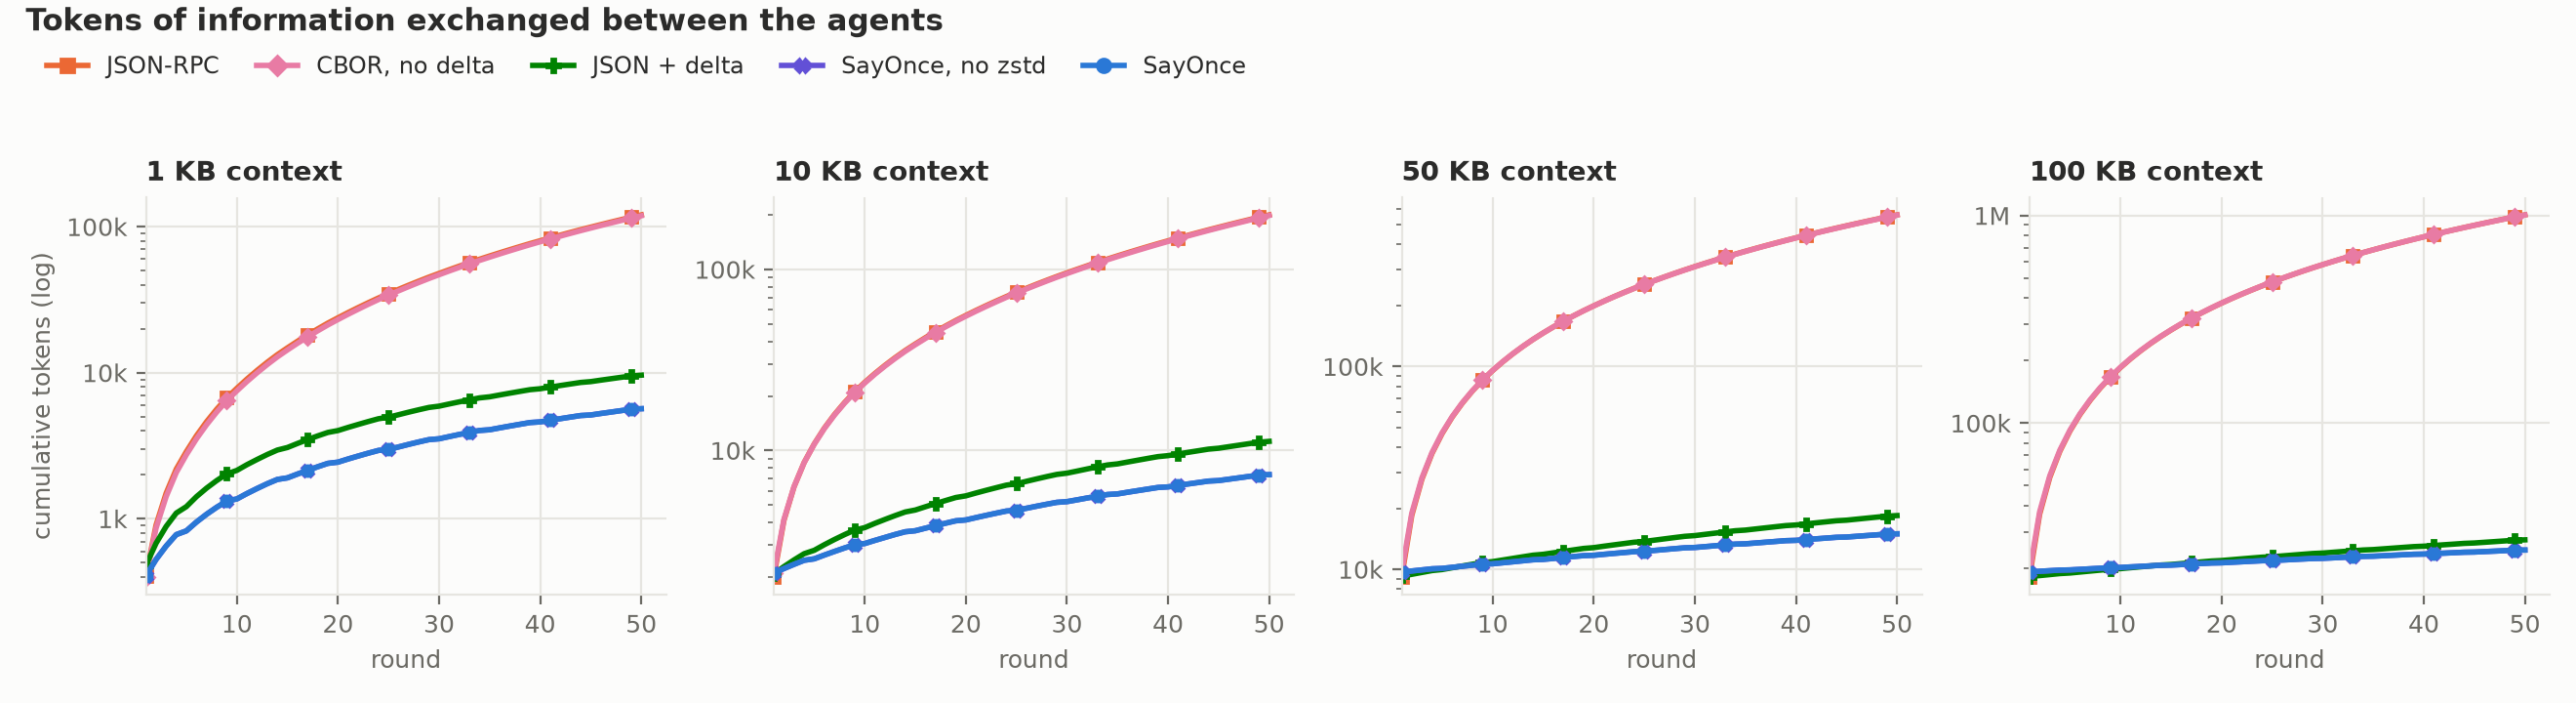 Tokens of information exchanged between the agents
JSON-RPC CBOR, no delta JSON + delta SayOnce, no zstd SayOnce
1 KB context
cumulative tokens (log)
100k
10k
1k
10 20 30 40 50
round
10 KB context
100k
10k
10 20 30 40 50
round
50 KB context
100k
10k
10 20 30 40 50
round
100 KB context
1M
100k
10 20 30 40 50
round